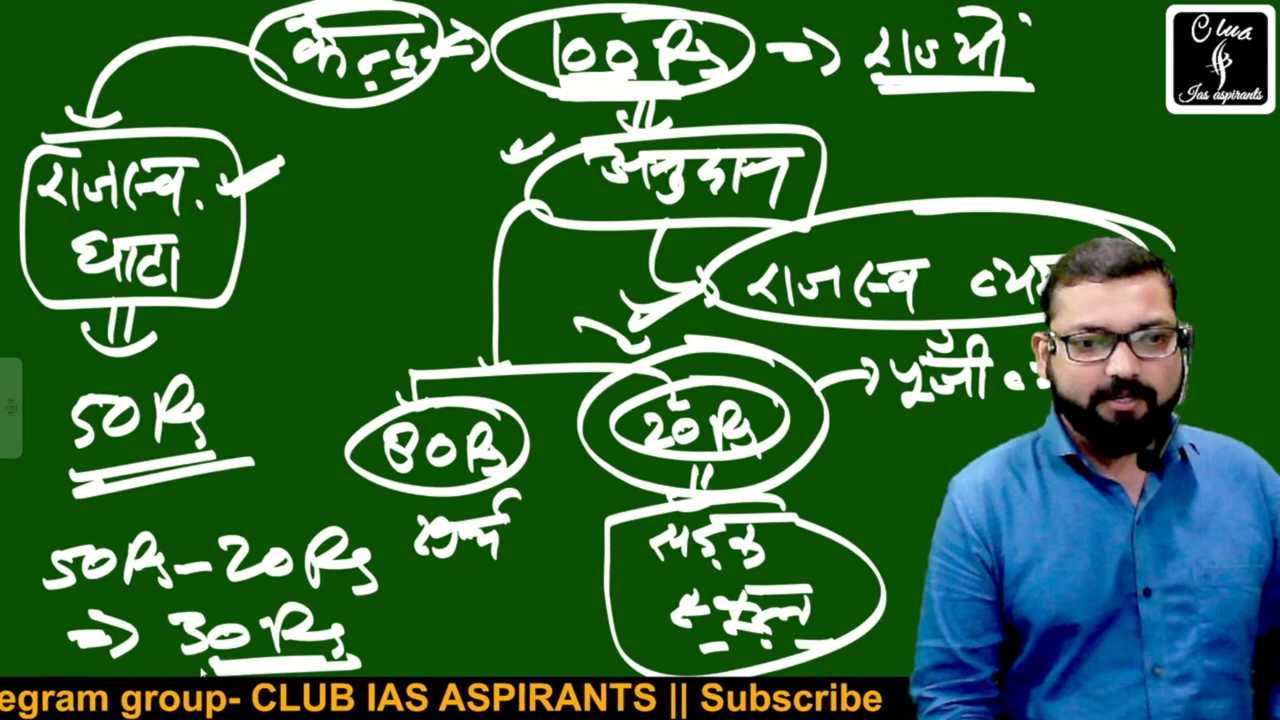 केन्द्र → 100 Rs ⇒ राज्यों
Club
Ias aspirants
अनुदान
राजस्व
घाटा
राजस्व व्यय
पूँजी
50 Rs
80 Rs
20 Rs
खर्च
सड़क
स्कूल
50 Rs - 20 Rs
⇒ 30 Rs
egram group- CLUB IAS ASPIRANTS || Subscribe